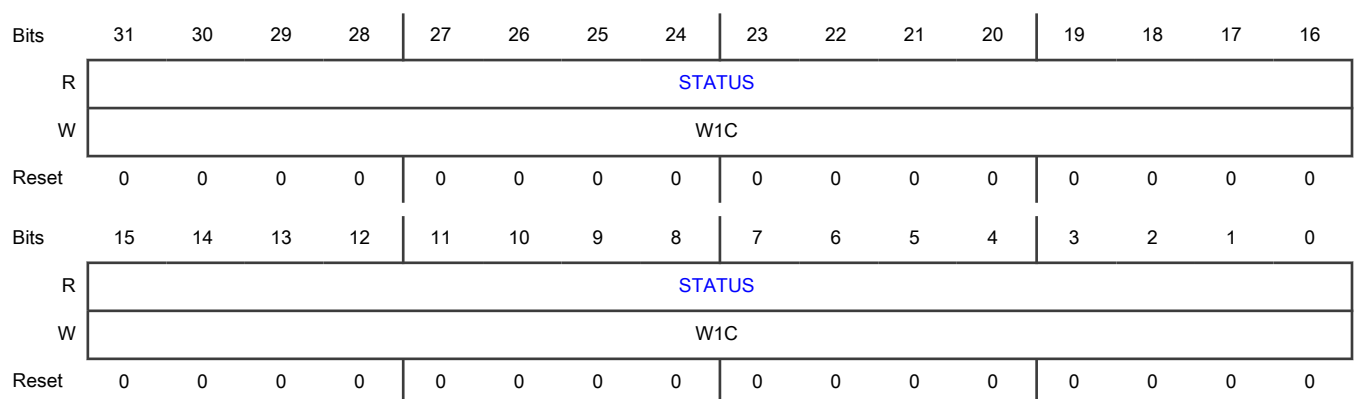 Bits 31 30 29 28 27 26 25 24 23 22 21 20 19 18 17 16
R STATUS
W W1C
Reset 0 0 0 0 0 0 0 0 0 0 0 0 0 0 0 0
Bits 15 14 13 12 11 10 9 8 7 6 5 4 3 2 1 0
R STATUS
W W1C
Reset 0 0 0 0 0 0 0 0 0 0 0 0 0 0 0 0